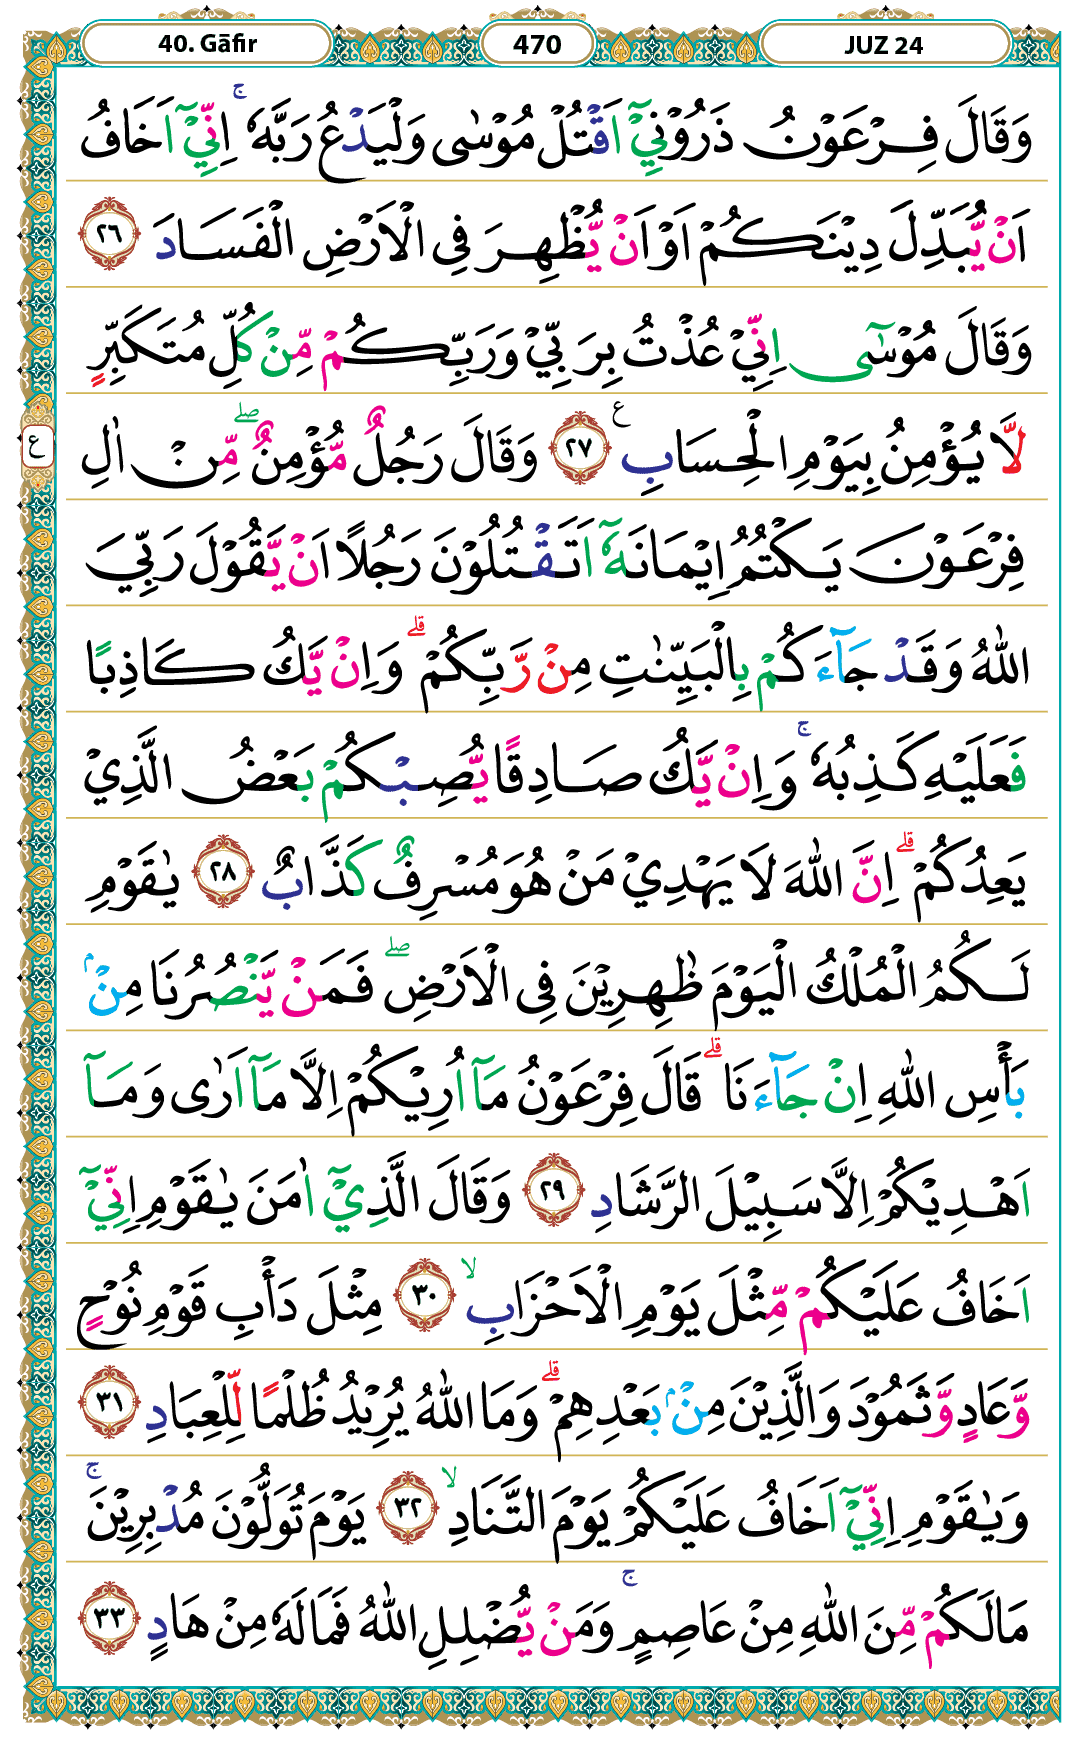 40. Gāfir
470
JUZ 24
وَقَالَ فِرْعَوْنُ ذَرُوْنِيْٓ اَقْتُلْ مُوْسٰى وَلْيَدْعُ رَبَّهٗ ۚ اِنِّيْٓ اَخَافُ
اَنْ يُّبَدِّلَ دِيْنَكُمْ اَوْ اَنْ يُّظْهِرَ فِى الْاَرْضِ الْفَسَادَ ٢٦
وَقَالَ مُوْسٰٓى اِنِّيْ عُذْتُ بِرَبِّيْ وَرَبِّكُمْ مِّنْ كُلِّ مُتَكَبِّرٍ
لَّا يُؤْمِنُ بِيَوْمِ الْحِسَابِ ع ٢٧ وَقَالَ رَجُلٌ مُّؤْمِنٌ ۖ مِّنْ اٰلِ
ع
فِرْعَوْنَ يَكْتُمُ اِيْمَانَهٗٓ اَتَقْتُلُوْنَ رَجُلًا اَنْ يَّقُوْلَ رَبِّيَ
اللّٰهُ وَقَدْ جَآءَكُمْ بِالْبَيِّنٰتِ مِنْ رَّبِّكُمْ ۗ وَاِنْ يَّكُ كَاذِبًا
فَعَلَيْهِ كَذِبُهٗ ۚ وَاِنْ يَّكُ صَادِقًا يُّصِبْكُمْ بَعْضُ الَّذِيْ
يَعِدُكُمْ ۗ اِنَّ اللّٰهَ لَا يَهْدِيْ مَنْ هُوَ مُسْرِفٌ كَذَّابٌ ٢٨ يٰقَوْمِ
لَكُمُ الْمُلْكُ الْيَوْمَ ظٰهِرِيْنَ فِى الْاَرْضِ ۖ فَمَنْ يَّنْصُرُنَا مِنْۢ
بَأْسِ اللّٰهِ اِنْ جَآءَنَا ۗ قَالَ فِرْعَوْنُ مَآ اُرِيْكُمْ اِلَّا مَآ اَرٰى وَمَآ
اَهْدِيْكُمْ اِلَّا سَبِيْلَ الرَّشَادِ ٢٩ وَقَالَ الَّذِيْٓ اٰمَنَ يٰقَوْمِ اِنِّيْٓ
اَخَافُ عَلَيْكُمْ مِّثْلَ يَوْمِ الْاَحْزَابِ ۙ ٣٠ مِثْلَ دَأْبِ قَوْمِ نُوْحٍ
وَّعَادٍ وَّثَمُوْدَ وَالَّذِيْنَ مِنْۢ بَعْدِهِمْ ۗ وَمَا اللّٰهُ يُرِيْدُ ظُلْمًا لِّلْعِبَادِ ٣١
وَيٰقَوْمِ اِنِّيْٓ اَخَافُ عَلَيْكُمْ يَوْمَ التَّنَادِ ۙ ٣٢ يَوْمَ تُوَلُّوْنَ مُدْبِرِيْنَ ۚ
مَا لَكُمْ مِّنَ اللّٰهِ مِنْ عَاصِمٍ ۚ وَمَنْ يُّضْلِلِ اللّٰهُ فَمَا لَهٗ مِنْ هَادٍ ٣٣